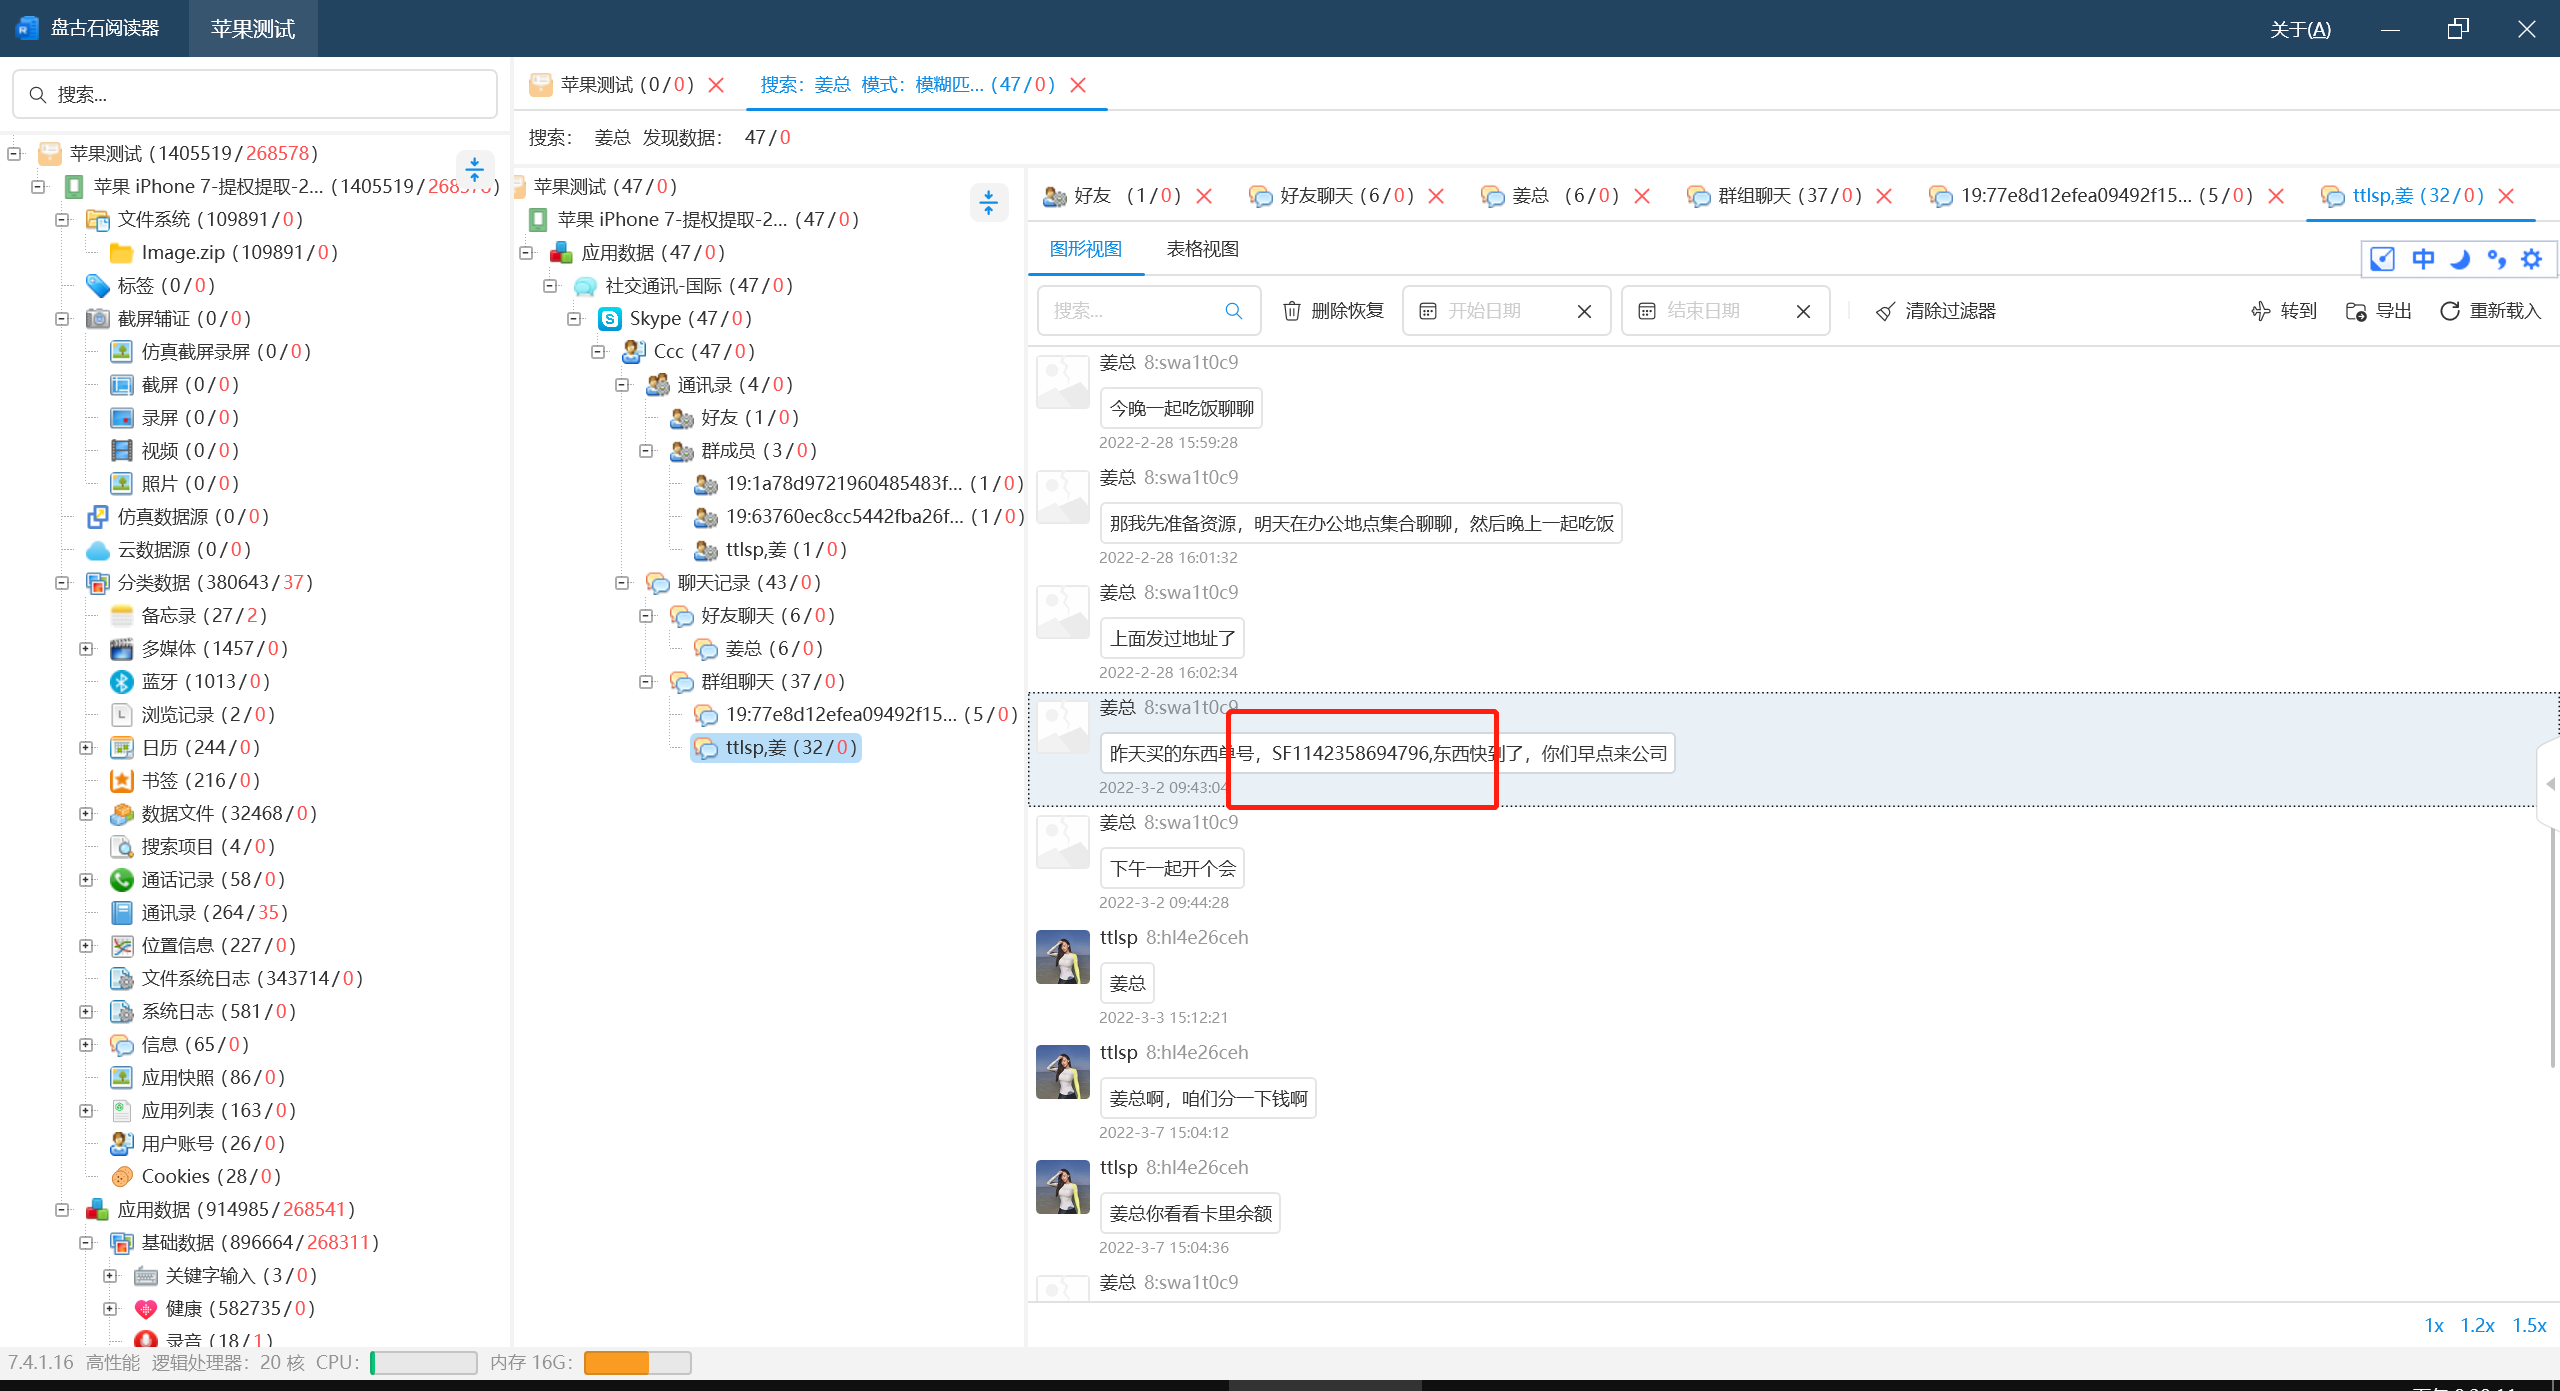 盘古石阅读器
苹果测试
关于(A)
搜索...
苹果测试 (1405519/268578)
苹果 iPhone 7-提权提取-2... (1405519/268578)
文件系统 (109891/0)
Image.zip (109891/0)
标签 (0/0)
截屏辅证 (0/0)
仿真截屏录屏 (0/0)
截屏 (0/0)
录屏 (0/0)
视频 (0/0)
照片 (0/0)
仿真数据源 (0/0)
云数据源 (0/0)
分类数据 (380643/37)
备忘录 (27/2)
多媒体 (1457/0)
蓝牙 (1013/0)
浏览记录 (2/0)
日历 (244/0)
书签 (216/0)
数据文件 (32468/0)
搜索项目 (4/0)
通话记录 (58/0)
通讯录 (264/35)
位置信息 (227/0)
文件系统日志 (343714/0)
系统日志 (581/0)
信息 (65/0)
应用快照 (86/0)
应用列表 (163/0)
用户账号 (26/0)
Cookies (28/0)
应用数据 (914985/268541)
基础数据 (896664/268311)
关键字输入 (3/0)
健康 (582735/0)
录音 (18/1)
苹果测试 (0/0)
搜索: 姜总 模式: 模糊匹... (47/0)
搜索: 姜总 发现数据: 47/0
苹果测试 (47/0)
苹果 iPhone 7-提权提取-2... (47/0)
应用数据 (47/0)
社交通讯-国际 (47/0)
Skype (47/0)
Ccc (47/0)
通讯录 (4/0)
好友 (1/0)
群成员 (3/0)
19:1a78d9721960485483f... (1/0)
19:63760ec8cc5442fba26f... (1/0)
ttlsp,姜 (1/0)
聊天记录 (43/0)
好友聊天 (6/0)
姜总 (6/0)
群组聊天 (37/0)
19:77e8d12efea09492f15... (5/0)
ttlsp,姜 (32/0)
好友 (1/0)
好友聊天 (6/0)
姜总 (6/0)
群组聊天 (37/0)
19:77e8d12efea09492f15... (5/0)
ttlsp,姜 (32/0)
图形视图
表格视图
中
搜索...
删除恢复
开始日期
结束日期
清除过滤器
转到
导出
重新载入
姜总 8:swa1t0c9
今晚一起吃饭聊聊
2022-2-28 15:59:28
姜总 8:swa1t0c9
那我先准备资源，明天在办公地点集合聊聊，然后晚上一起吃饭
2022-2-28 16:01:32
姜总 8:swa1t0c9
上面发过地址了
2022-2-28 16:02:34
姜总 8:swa1t0c9
昨天买的东西单号，SF1142358694796,东西快到了，你们早点来公司
2022-3-2 09:43:04
姜总 8:swa1t0c9
下午一起开个会
2022-3-2 09:44:28
ttlsp 8:hl4e26ceh
姜总
2022-3-3 15:12:21
ttlsp 8:hl4e26ceh
姜总啊，咱们分一下钱啊
2022-3-7 15:04:12
ttlsp 8:hl4e26ceh
姜总你看看卡里余额
2022-3-7 15:04:36
姜总 8:swa1t0c9
1x 1.2x 1.5x
7.4.1.16 高性能 逻辑处理器: 20 核 CPU: 内存 16G: